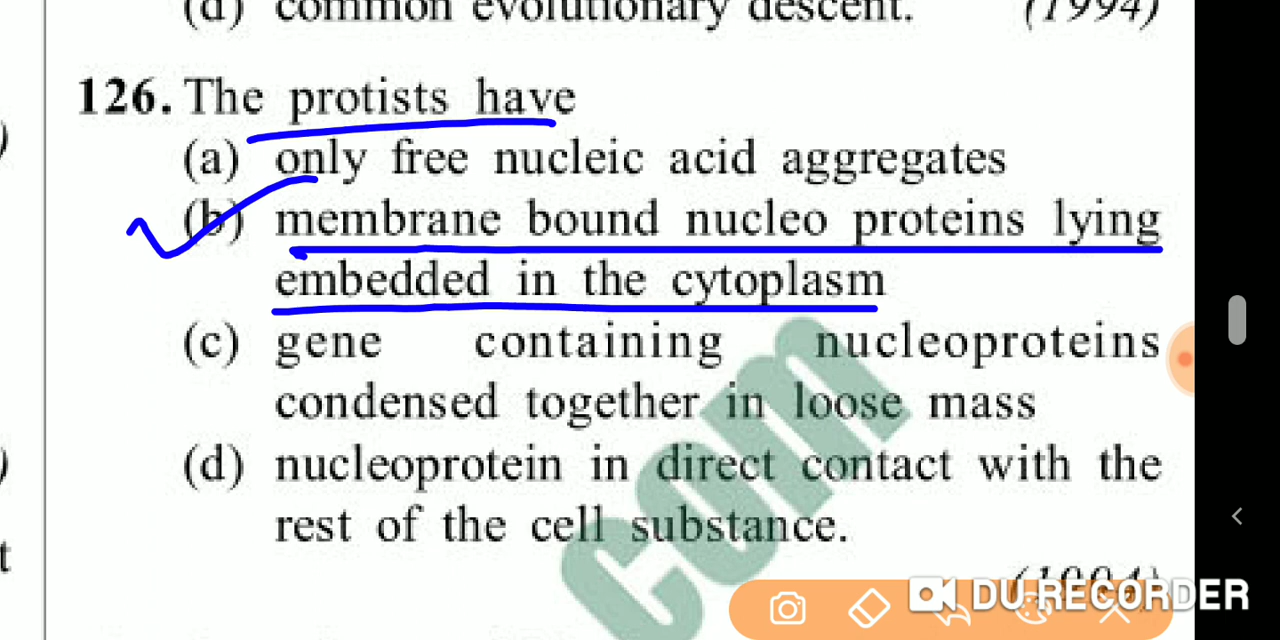 (d) common evolutionary descent. (1994)
126. The protists have
(a) only free nucleic acid aggregates
(b) membrane bound nucleo proteins lying
embedded in the cytoplasm
(c) gene containing nucleoproteins
condensed together in loose mass
(d) nucleoprotein in direct contact with the
rest of the cell substance.
(1994)
com
DU RECORDER